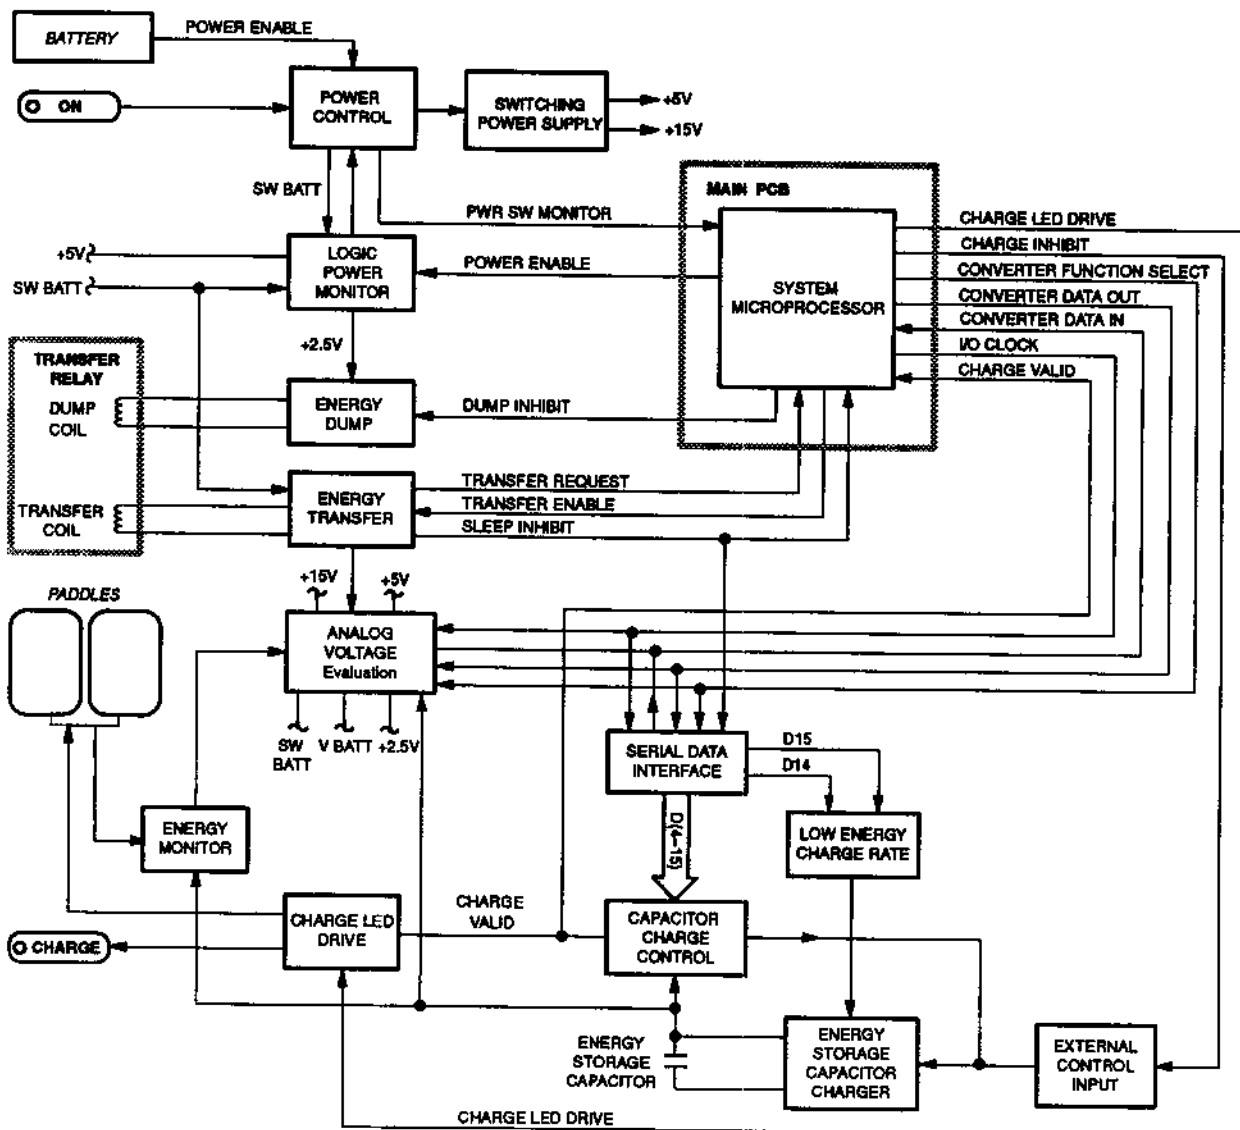 BATTERY
POWER ENABLE
ON
POWER
CONTROL
SWITCHING
POWER SUPPLY
+5V
+15V
SW BATT
PWR SW MONITOR
MAIN PCB
SYSTEM
MICROPROCESSOR
CHARGE LED DRIVE
CHARGE INHIBIT
CONVERTER FUNCTION SELECT
CONVERTER DATA OUT
CONVERTER DATA IN
I/O CLOCK
CHARGE VALID
+5V
SW BATT
LOGIC
POWER
MONITOR
POWER ENABLE
+2.5V
TRANSFER
RELAY
DUMP
COIL
ENERGY
DUMP
DUMP INHIBIT
TRANSFER
COIL
ENERGY
TRANSFER
TRANSFER REQUEST
TRANSFER ENABLE
SLEEP INHIBIT
+15V
+5V
PADDLES
ANALOG
VOLTAGE
Evaluation
SW
BATT
V BATT
+2.5V
SERIAL DATA
INTERFACE
D15
D14
D(4-15)
LOW ENERGY
CHARGE RATE
ENERGY
MONITOR
CHARGE
CHARGE LED
DRIVE
CHARGE
VALID
CAPACITOR
CHARGE
CONTROL
ENERGY
STORAGE
CAPACITOR
ENERGY
STORAGE
CAPACITOR
CHARGER
EXTERNAL
CONTROL
INPUT
CHARGE LED DRIVE